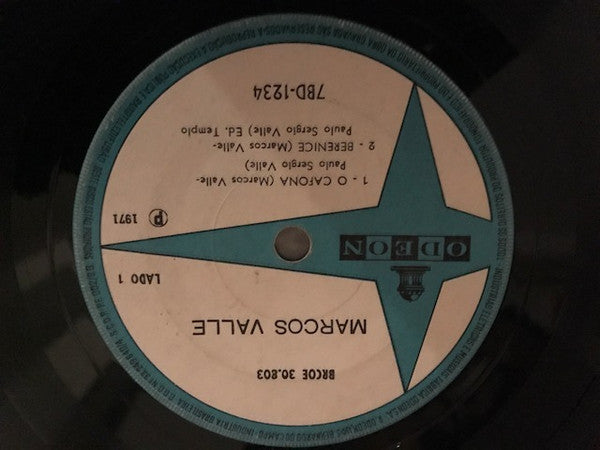 BRCOE 30.803
MARCOS VALLE
LADO 1
ODEON
℗ 1971
1 - O CAFONA (Marcos Valle-
Paulo Sergio Valle)
2 - BERENICE (Marcos Valle-
Paulo Sergio Valle) Ed. Templo
7BD-1234